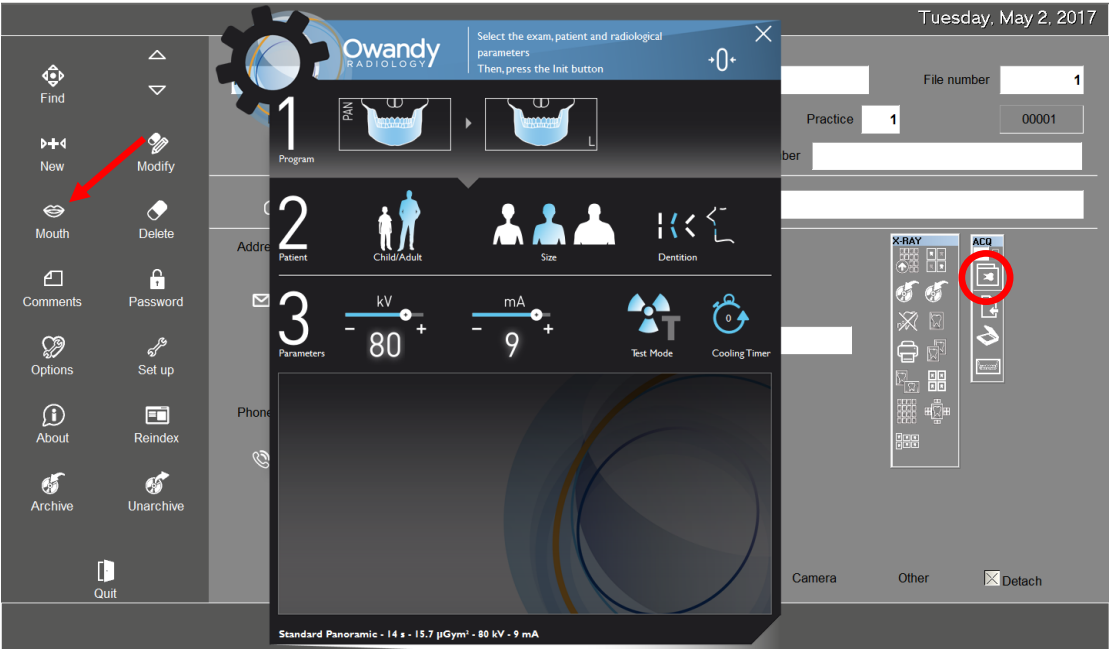 Tuesday, May 2, 2017
Owandy
RADIOLOGY
Select the exam, patient and radiological
parameters
Then, press the Init button
Find
File number
1
Practice
1
00001
New
Modify
1
Program
PAN
L
ber
Mouth
Delete
2
Patient
Child/Adult
Size
Dentition
Addre
X-RAY
ACQ
Comments
Password
3
Parameters
kV
mA
- +
- +
80
9
T
Test Mode
0
Cooling Timer
Options
Set up
About
Reindex
Phone
Archive
Unarchive
Quit
Camera
Other
Detach
Standard Panoramic - 14 s - 15.7 µGym² - 80 kV - 9 mA